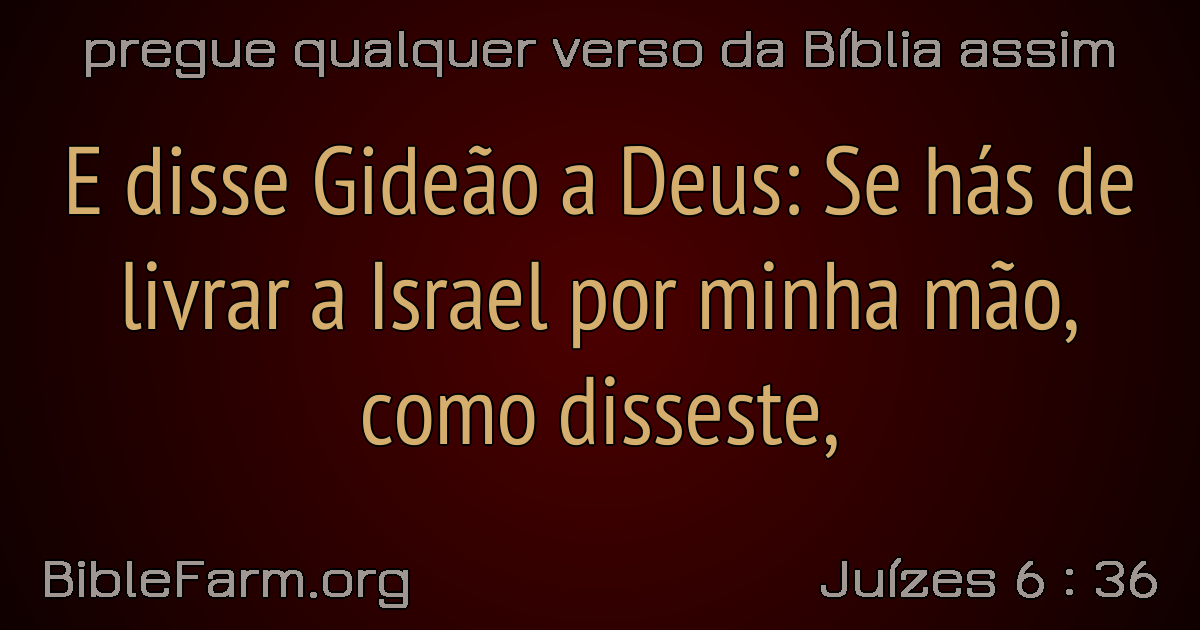 pregue qualquer verso da Bíblia assim
E disse Gideão a Deus: Se hás de
livrar a Israel por minha mão,
como disseste,
BibleFarm.org
Juízes 6 : 36